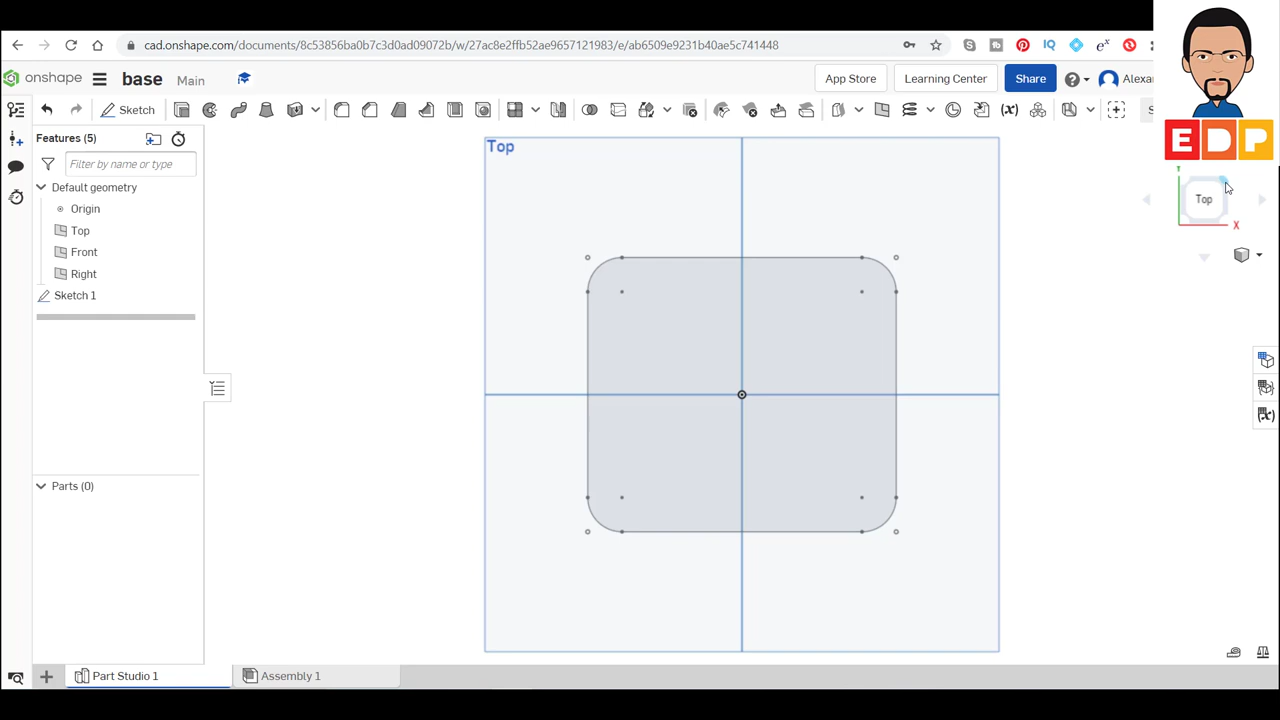 cad.onshape.com/documents/8c53856ba0b7c3d0ad09072b/w/27ac8e2ffb52ae9657121983/e/ab6509e9231b40ae5c741448
onshape
base
Main
App Store
Learning Center
Share
Alexa
Sketch
EDP
Features (5)
Filter by name or type
Default geometry
Origin
Top
Front
Right
Sketch 1
Parts (0)
Top
Top
X
Part Studio 1
Assembly 1